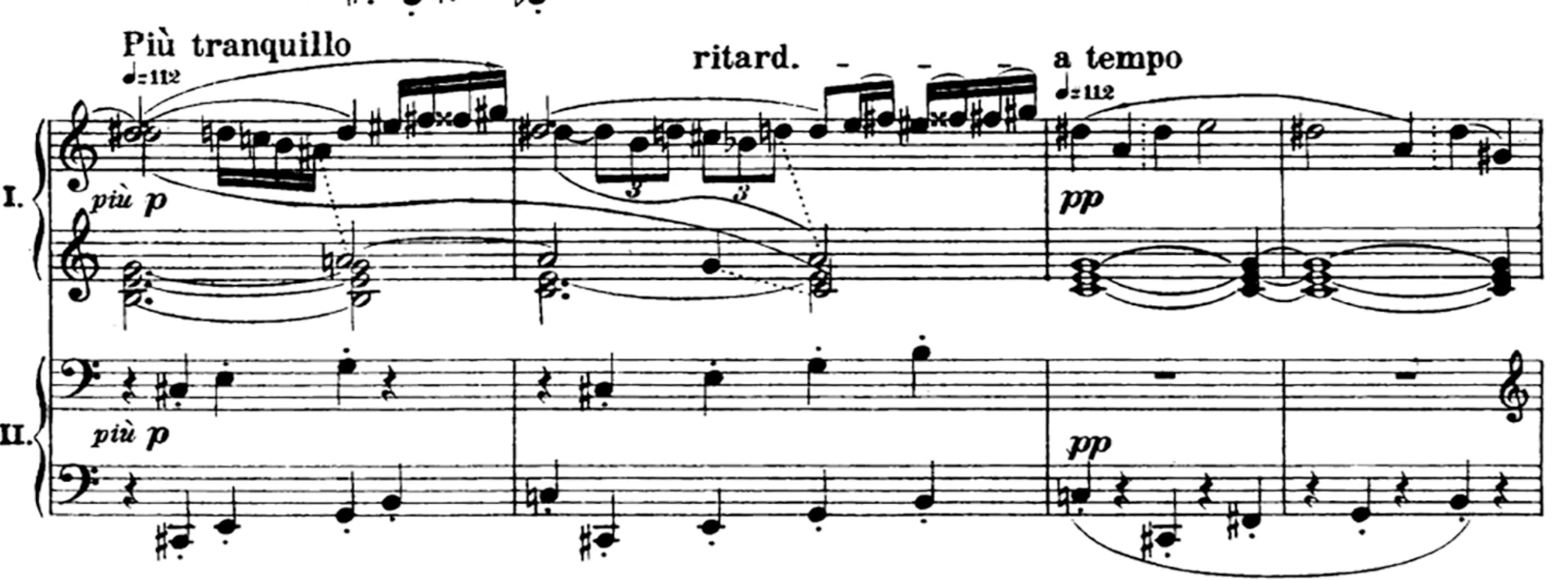 Più tranquillo
♩=112
ritard. - - -
a tempo
♩=112
I.
più p
pp
3
3
II.
più p
pp